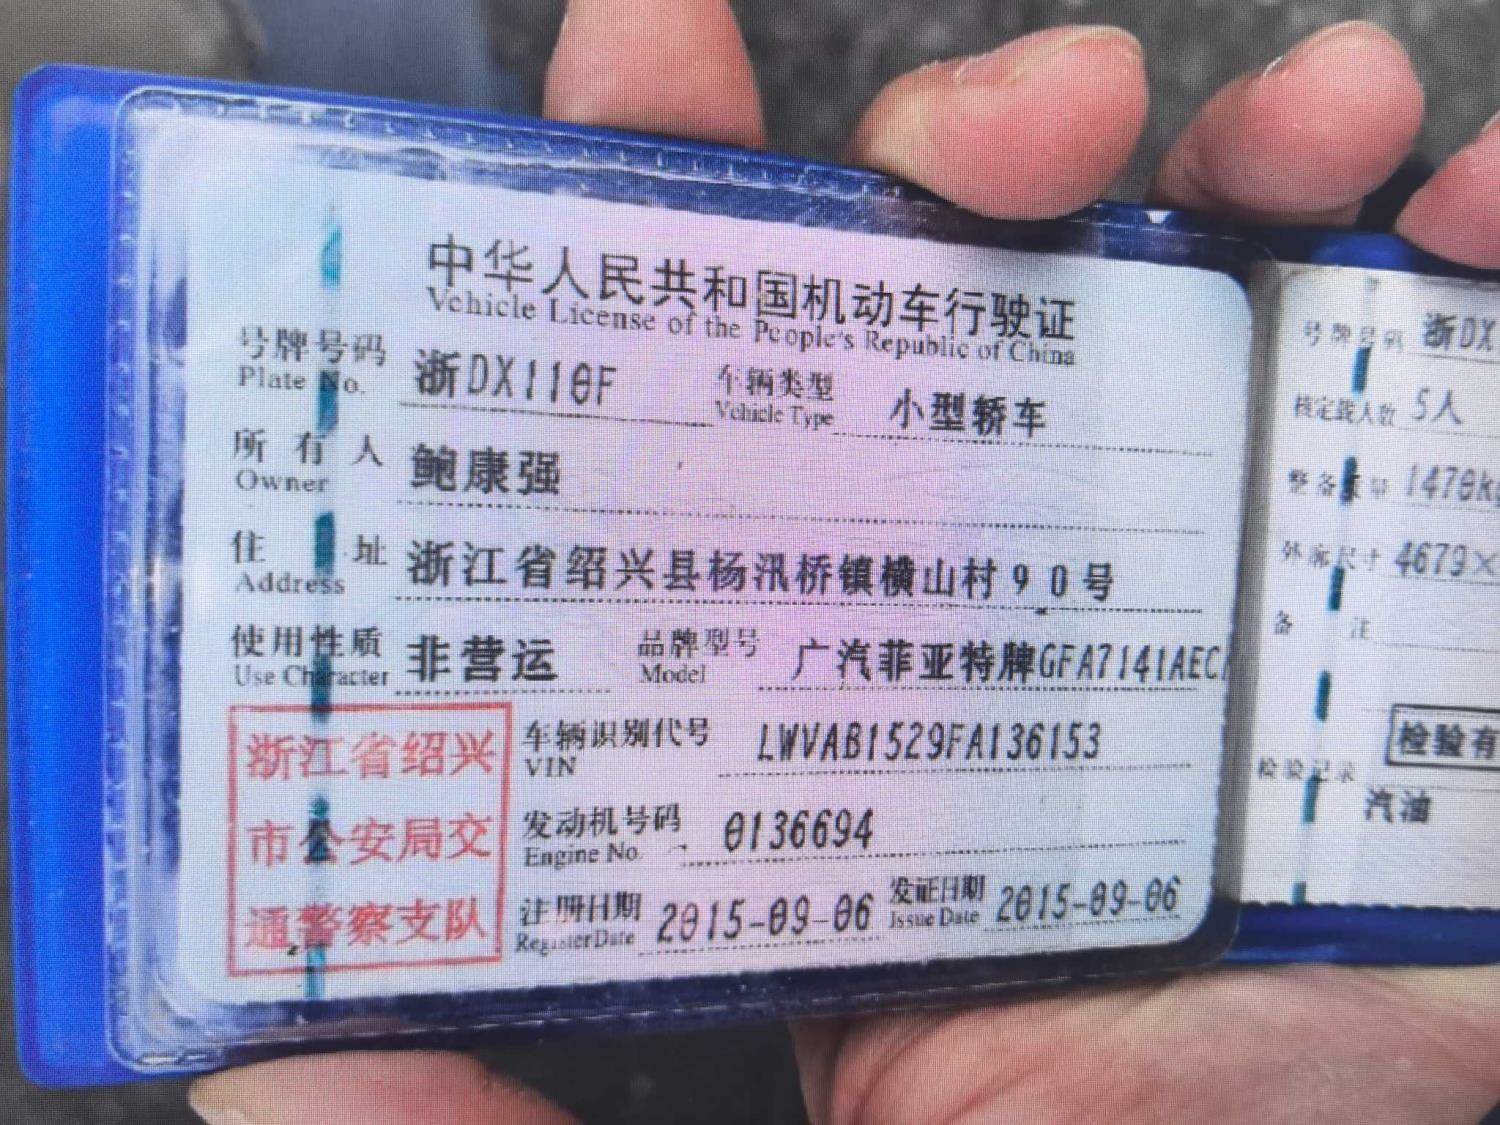 中华人民共和国机动车行驶证
Vehicle License of the People's Republic of China
号牌号码 浙DX110F 车辆类型 小型轿车
Plate No. Vehicle Type
所有人 鲍康强
Owner
住址 浙江省绍兴县杨汛桥镇横山村90号
Address
使用性质 非营运 品牌型号 广汽菲亚特牌GFA7141AEC
Use Character Model
浙江省绍兴
市公安局交
通警察支队
车辆识别代号 LWVAB1529FA136153
VIN
发动机号码 0136694
Engine No.
注册日期 2015-09-06 发证日期 2015-09-06
Register Date Issue Date
号牌号码 浙DX
核定载人数 5人
整备质量 1470k
外廓尺寸 4679×
备注
检验有
检验记录
汽油